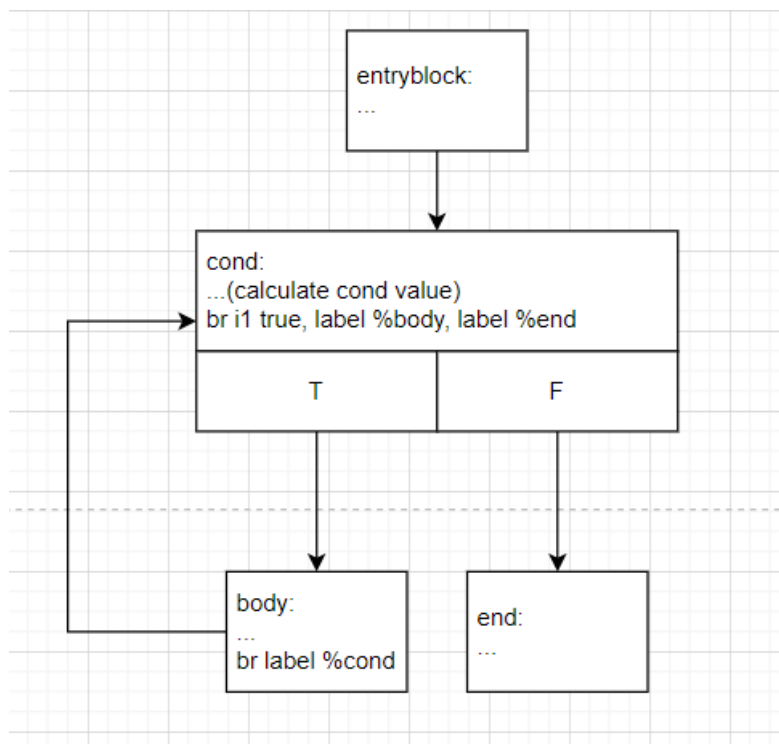 entryblock:
...
cond:
...(calculate cond value)
br i1 true, label %body, label %end
T
F
body:
...
br label %cond
end:
...